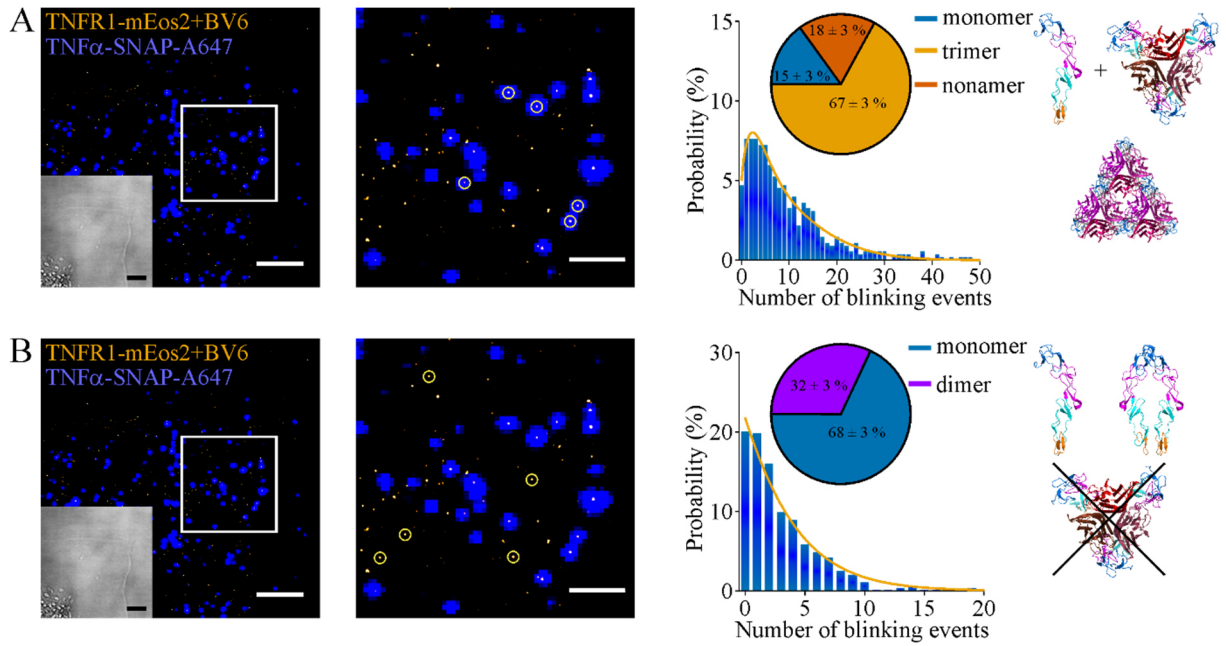 A
TNFR1-mEos2+BV6
TNFα-SNAP-A647
Probability (%)
15
10
5
0
0 10 20 30 40 50
Number of blinking events
18 ± 3 %
15 ± 3 %
67 ± 3 %
monomer
trimer
nonamer
+
B
TNFR1-mEos2+BV6
TNFα-SNAP-A647
Probability (%)
30
20
10
0
0 5 10 15 20
Number of blinking events
32 ± 3 %
68 ± 3 %
monomer
dimer